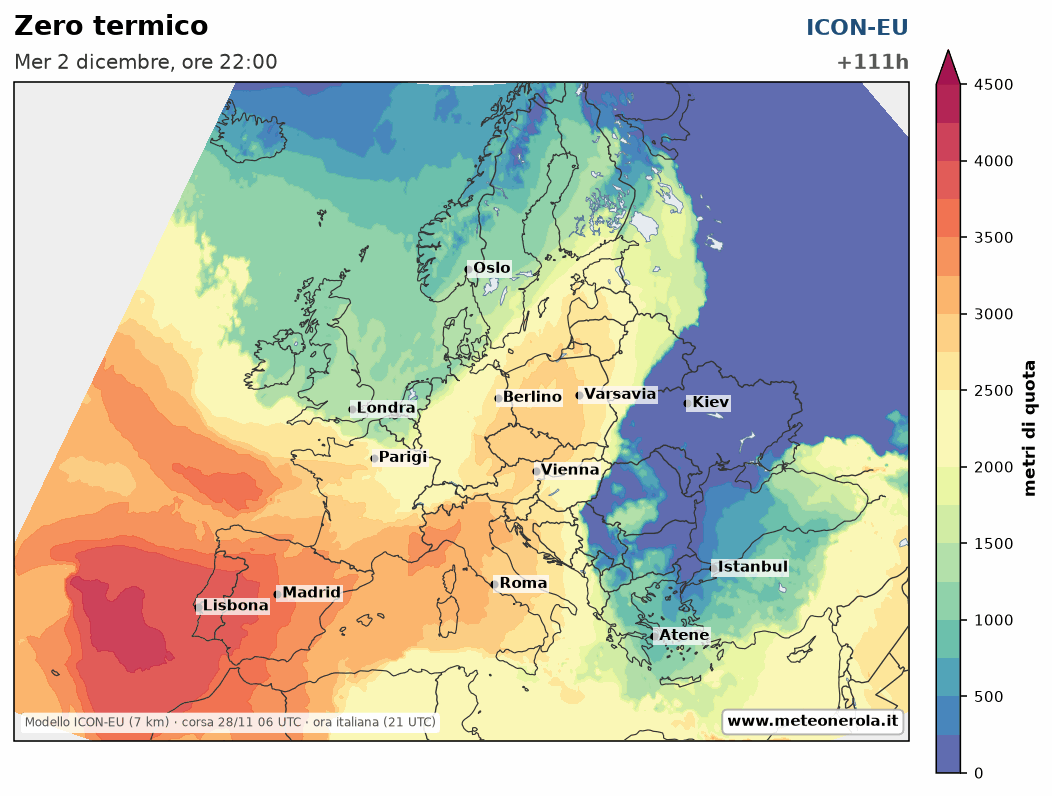 Zero termico
ICON-EU
Mer 2 dicembre, ore 22:00
+111h
4500
4000
3500
3000
2500
2000
1500
1000
500
0
metri di quota
Oslo
Londra
Berlino
Varsavia
Kiev
Parigi
Vienna
Istanbul
Roma
Madrid
Lisbona
Atene
Modello ICON-EU (7 km) · corsa 28/11 06 UTC · ora italiana (21 UTC)
www.meteonerola.it